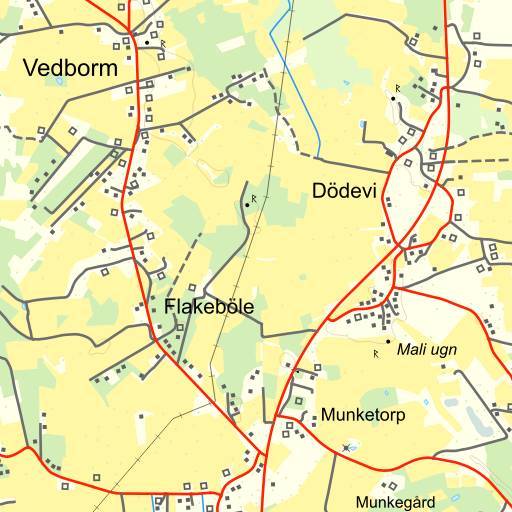 Vedborm
R
R
Dödevi
R
Flakeböle
Mali ugn
R
Munketorp
Munkegård